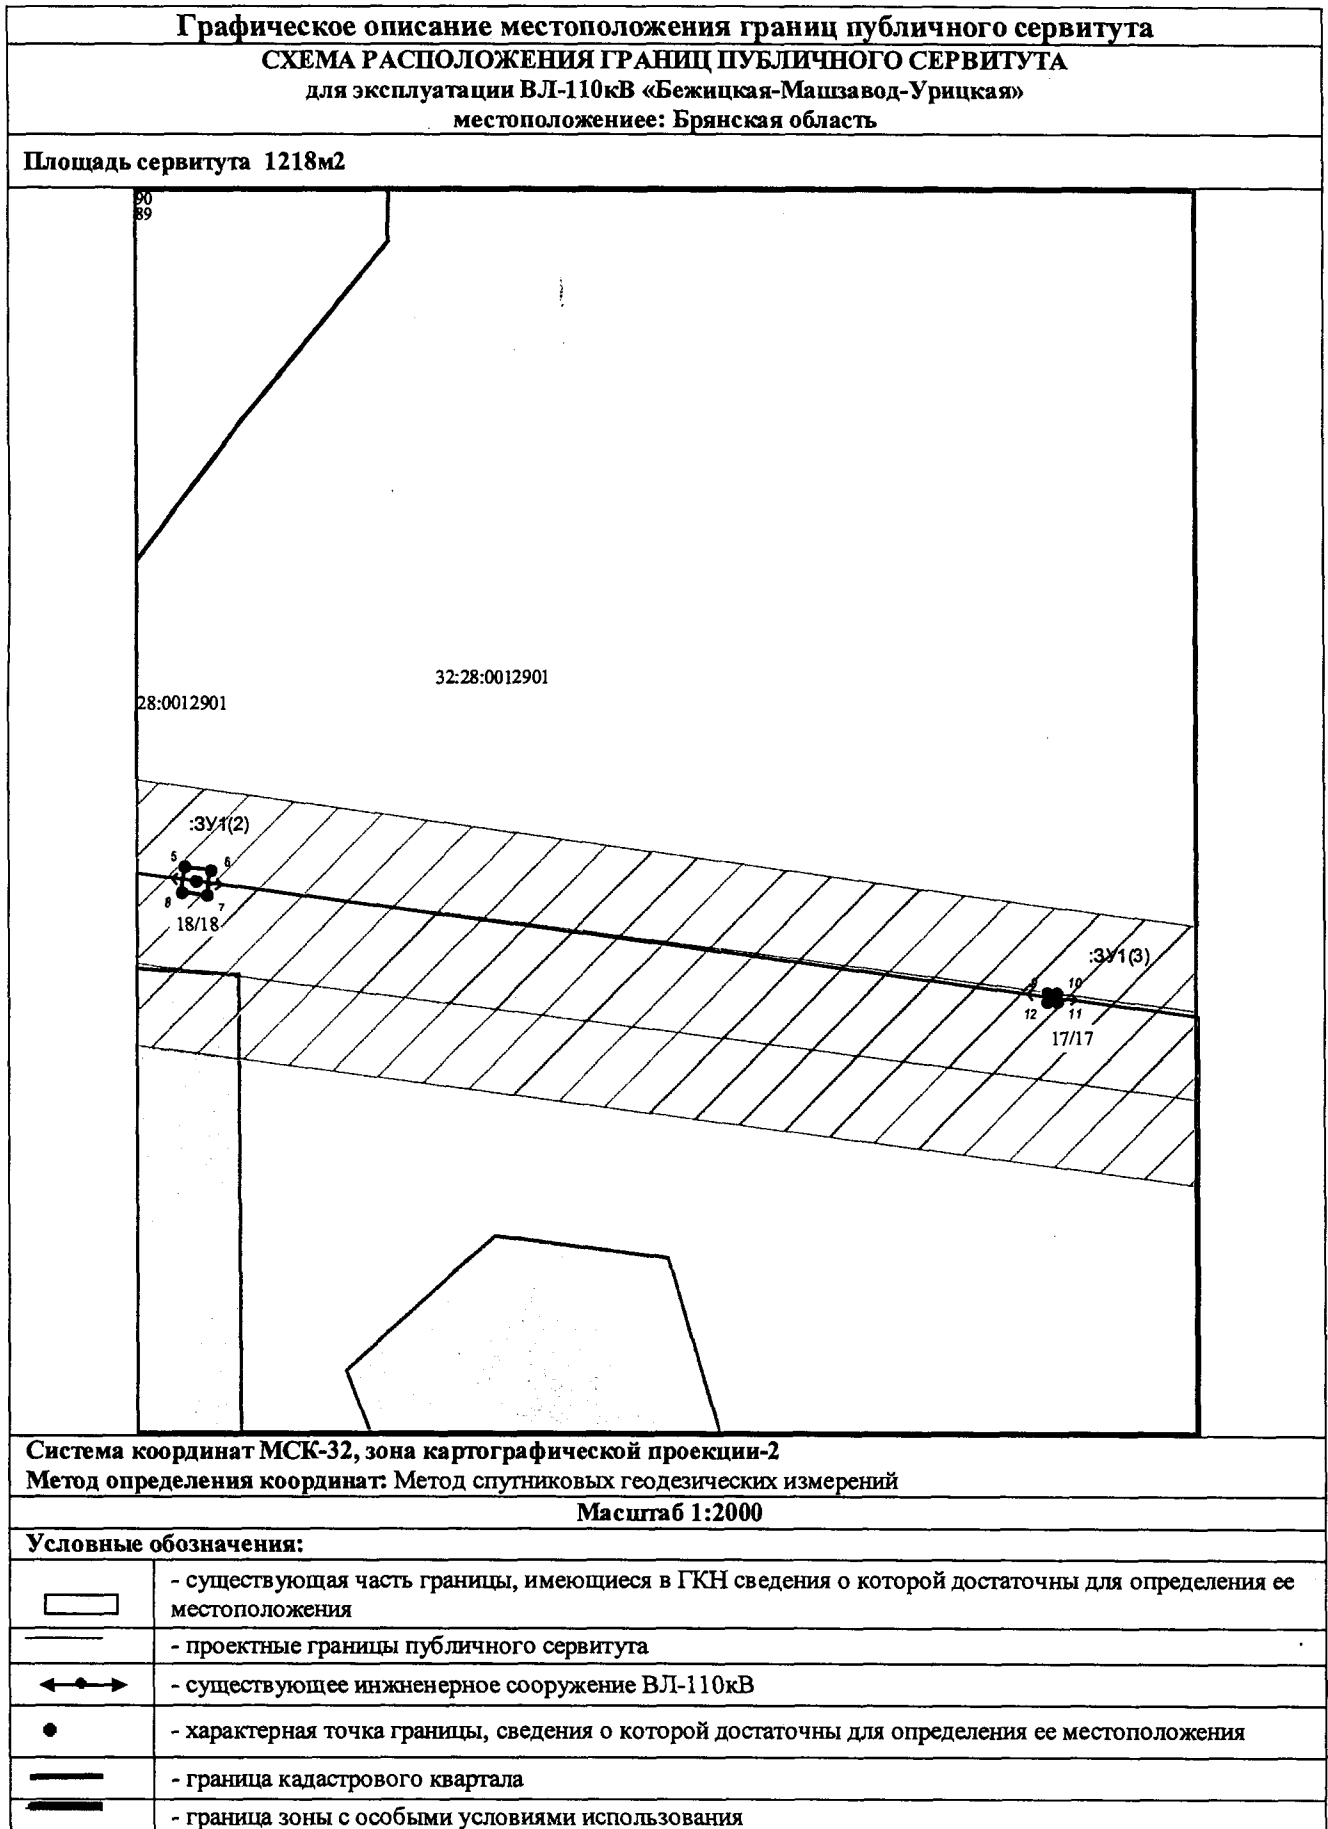 Графическое описание местоположения границ публичного сервитута
СХЕМА РАСПОЛОЖЕНИЯ ГРАНИЦ ПУБЛИЧНОГО СЕРВИТУТА
для эксплуатации ВЛ-110кВ «Бежицкая-Машзавод-Урицкая»
местоположениее: Брянская область
Площадь сервитута 1218м2
90
89
32:28:0012901
28:0012901
:ЗУ1(2)
5
6
8
7
18/18
:ЗУ1(3)
9
10
12
11
17/17
Система координат МСК-32, зона картографической проекции-2
Метод определения координат: Метод спутниковых геодезических измерений
Масштаб 1:2000
Условные обозначения:
- существующая часть границы, имеющиеся в ГКН сведения о которой достаточны для определения ее
местоположения
- проектные границы публичного сервитута
- существующее инжненерное сооружение ВЛ-110кВ
- характерная точка границы, сведения о которой достаточны для определения ее местоположения
- граница кадастрового квартала
- граница зоны с особыми условиями использования